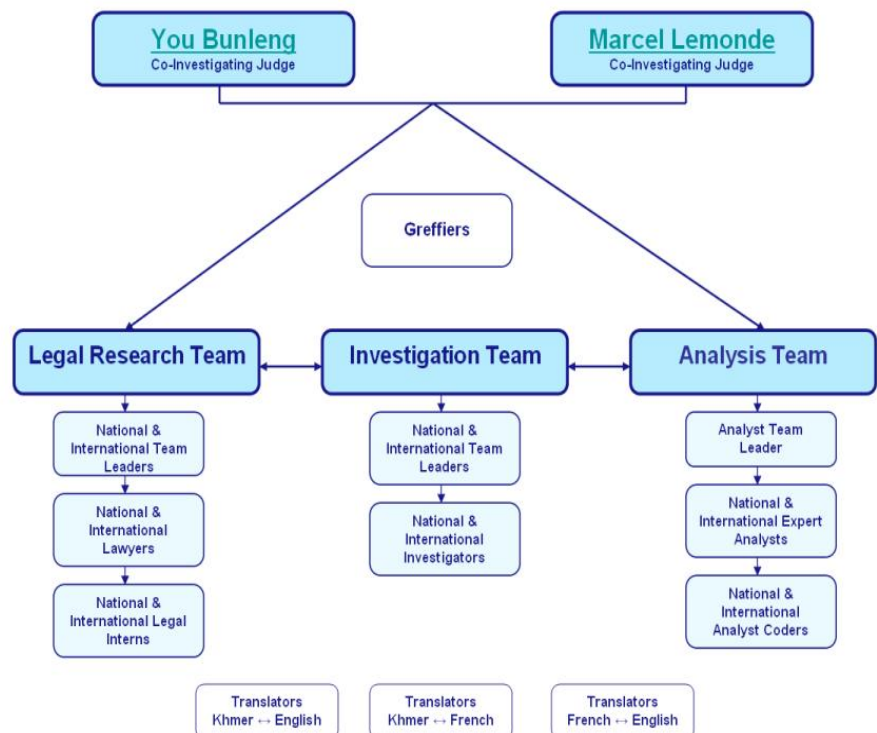 You Bunleng
Co-Investigating Judge
Marcel Lemonde
Co-Investigating Judge
Greffiers
Legal Research Team
Investigation Team
Analysis Team
National &
International Team
Leaders
National &
International
Lawyers
National &
International Legal
Interns
National &
International Team
Leaders
National &
International
Investigators
Analyst Team
Leader
National &
International Expert
Analysts
National &
International
Analyst Coders
Translators
Khmer ↔ English
Translators
Khmer ↔ French
Translators
French ↔ English